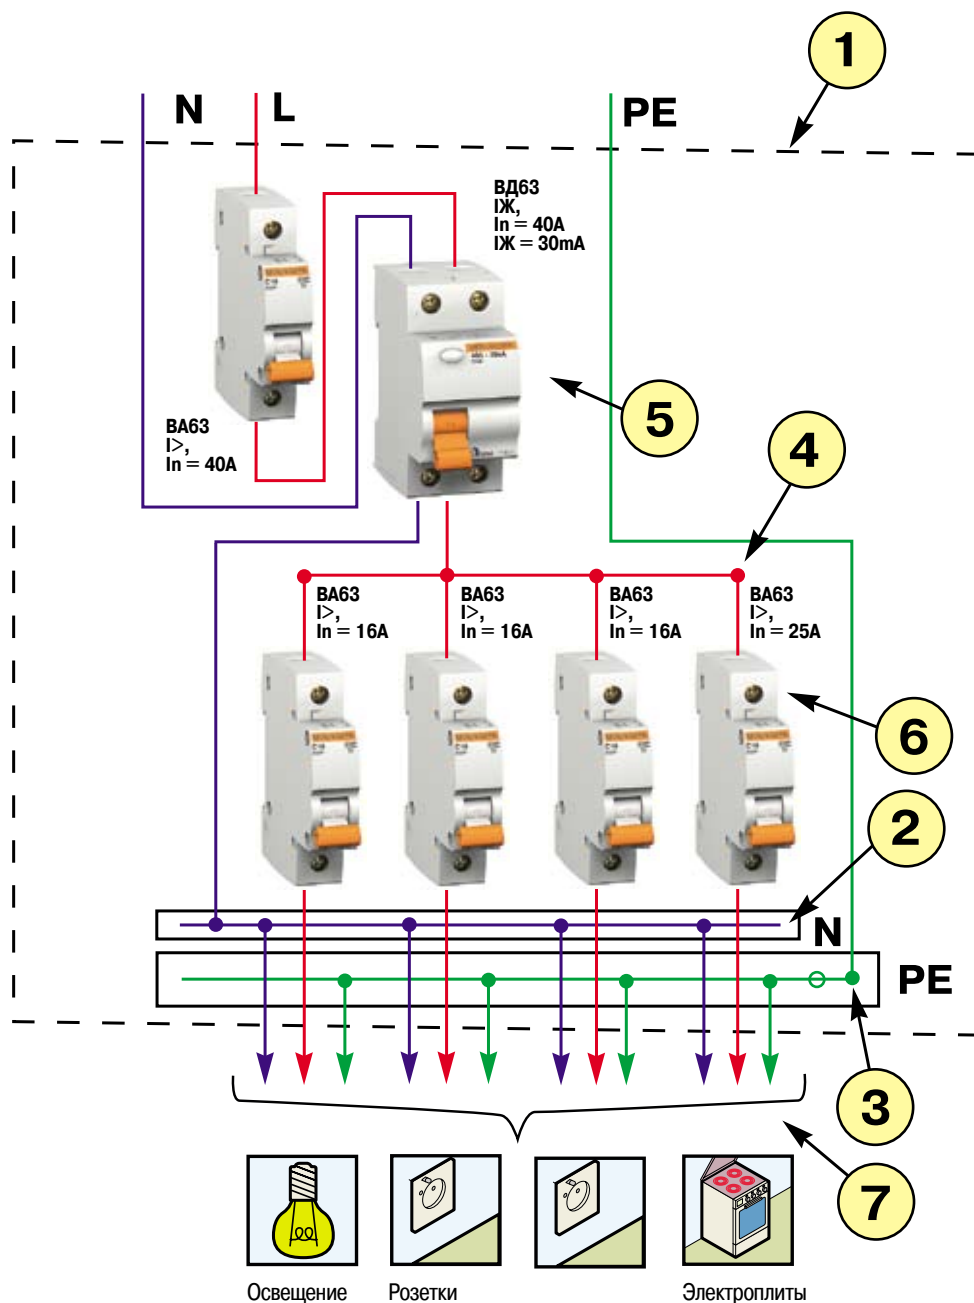 1
N L PE
ВД63
IЖ,
In = 40A
IЖ = 30mA
5
ВА63
I>,
In = 40A
4
ВА63
I>,
In = 16A
ВА63
I>,
In = 16A
ВА63
I>,
In = 16A
ВА63
I>,
In = 25A
6
2
N
PE
3
7
Освещение Розетки Электроплиты